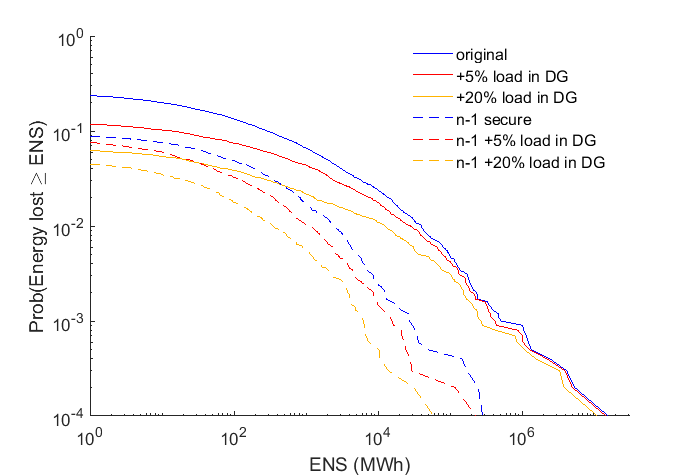 10^0
10^-1
10^-2
10^-3
10^-4
Prob(Energy lost ≥ ENS)
original
+5% load in DG
+20% load in DG
n-1 secure
n-1 +5% load in DG
n-1 +20% load in DG
10^0
10^2
10^4
10^6
ENS (MWh)